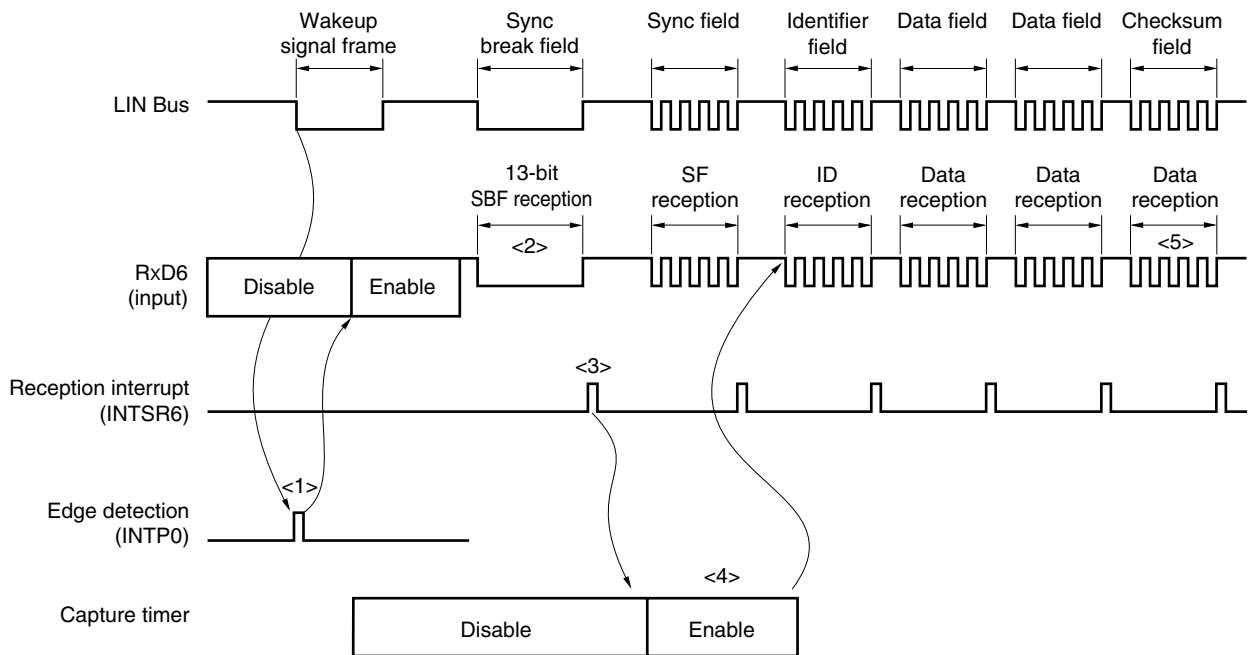 Wakeup
signal frame
Sync
break field
Sync field
Identifier
field
Data field
Data field
Checksum
field
LIN Bus
13-bit
SBF reception
SF
reception
ID
reception
Data
reception
Data
reception
Data
reception
<2>
<5>
RxD6
(input)
Disable
Enable
<3>
Reception interrupt
(INTSR6)
<1>
Edge detection
(INTP0)
<4>
Capture timer
Disable
Enable